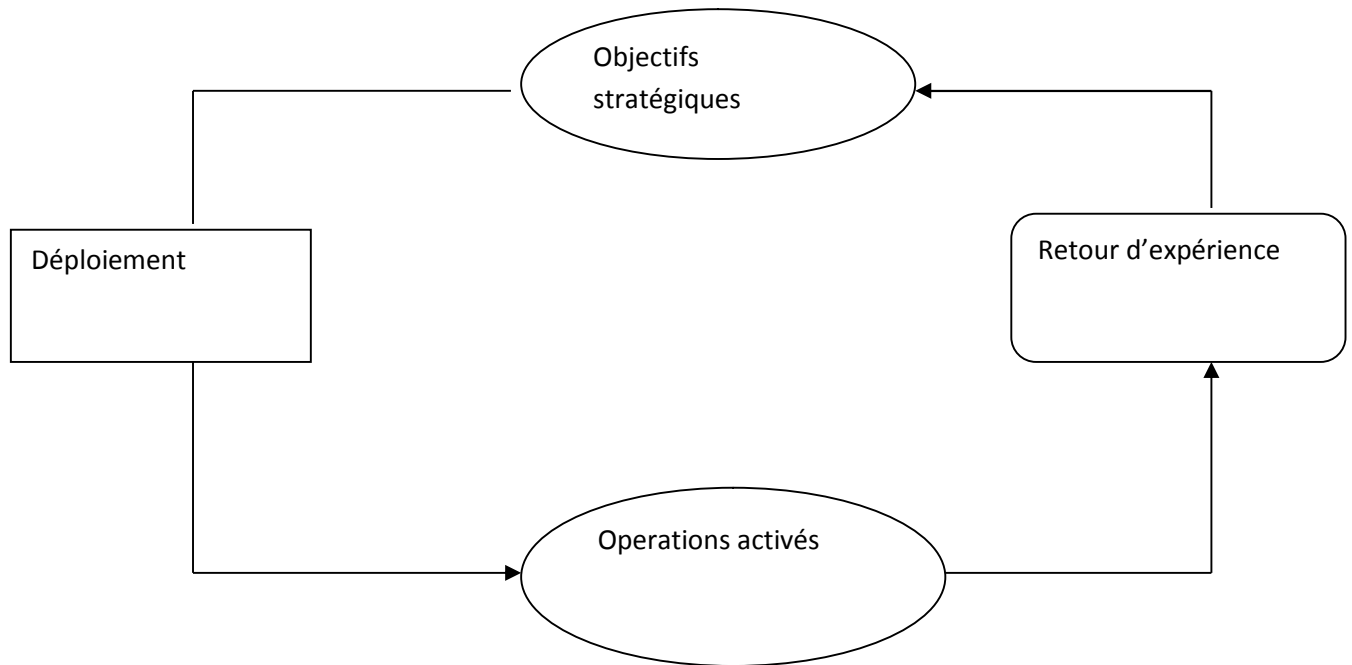 Objectifs
stratégiques
Déploiement
Retour d’expérience
Operations activés